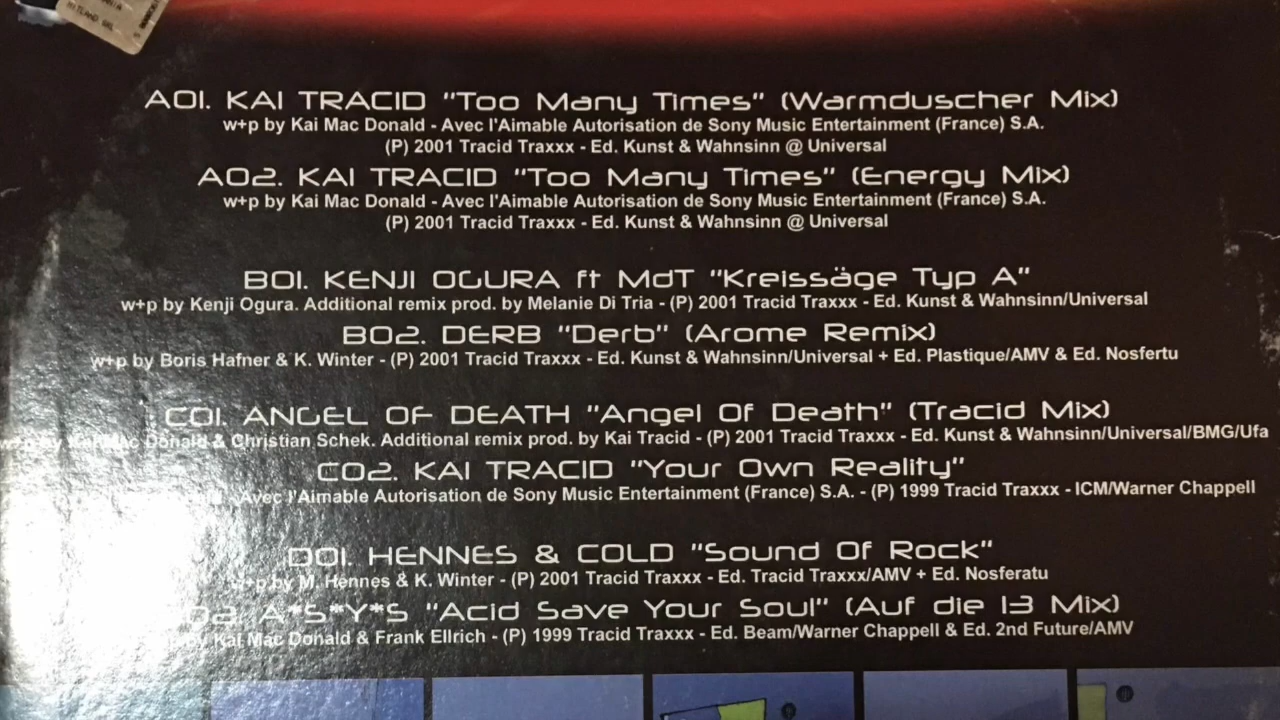 A01. KAI TRACID "Too Many Times" (Warmduscher Mix)
w+p by Kai Mac Donald - Avec l'Aimable Autorisation de Sony Music Entertainment (France) S.A.
(P) 2001 Tracid Traxxx - Ed. Kunst & Wahnsinn @ Universal
A02. KAI TRACID "Too Many Times" (Energy Mix)
w+p by Kai Mac Donald - Avec l'Aimable Autorisation de Sony Music Entertainment (France) S.A.
(P) 2001 Tracid Traxxx - Ed. Kunst & Wahnsinn @ Universal
B01. KENJI OGURA ft MdT "Kreissäge Typ A"
w+p by Kenji Ogura. Additional remix prod. by Melanie Di Tria - (P) 2001 Tracid Traxxx - Ed. Kunst & Wahnsinn/Universal
B02. DERB "Derb" (Arome Remix)
w+p by Boris Hafner & K. Winter - (P) 2001 Tracid Traxxx - Ed. Kunst & Wahnsinn/Universal + Ed. Plastique/AMV & Ed. Nosfertu
C01. ANGEL OF DEATH "Angel Of Death" (Tracid Mix)
w+p by Kai Mac Donald & Christian Schek. Additional remix prod. by Kai Tracid - (P) 2001 Tracid Traxxx - Ed. Kunst & Wahnsinn/Universal/BMG/Ufa
C02. KAI TRACID "Your Own Reality"
Avec l'Aimable Autorisation de Sony Music Entertainment (France) S.A. - (P) 1999 Tracid Traxxx - ICM/Warner Chappell
D01. HENNES & COLD "Sound Of Rock"
w+p by M. Hennes & K. Winter - (P) 2001 Tracid Traxxx - Ed. Tracid Traxxx/AMV + Ed. Nosferatu
A*S*Y*S "Acid Save Your Soul" (Auf die 13 Mix)
by Kai Mac Donald & Frank Ellrich - (P) 1999 Tracid Traxxx - Ed. Beam/Warner Chappell & Ed. 2nd Future/AMV